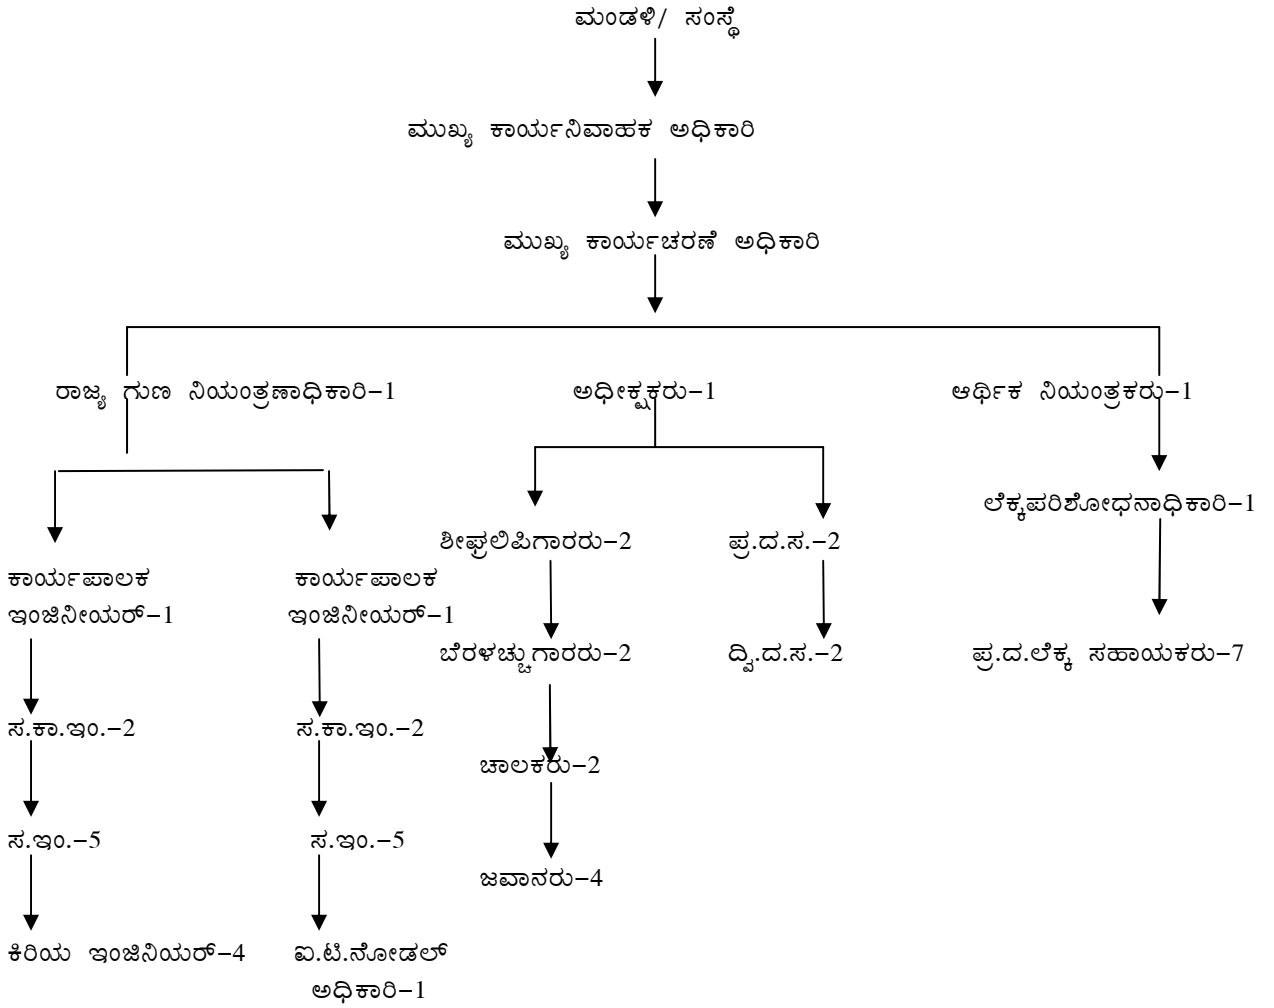 ಮಂಡಳಿ/ ಸಂಸ್ಥೆ
ಮುಖ್ಯ ಕಾರ್ಯನಿವಾಹಕ ಅಧಿಕಾರಿ
ಮುಖ್ಯ ಕಾರ್ಯಚರಣೆ ಅಧಿಕಾರಿ
ರಾಜ್ಯ ಗುಣ ನಿಯಂತ್ರಣಾಧಿಕಾರಿ–1
ಅಧೀಕ್ಷಕರು–1
ಆರ್ಥಿಕ ನಿಯಂತ್ರಕರು–1
ಲೆಕ್ಕಪರಿಶೋಧನಾಧಿಕಾರಿ–1
ಶೀಘ್ರಲಿಪಿಗಾರರು–2
ಪ್ರ.ದ.ಸ.–2
ಕಾರ್ಯಪಾಲಕ
ಇಂಜಿನೀಯರ್–1
ಕಾರ್ಯಪಾಲಕ
ಇಂಜಿನೀಯರ್–1
ಬೆರಳಚ್ಚುಗಾರರು–2
ದ್ವಿ.ದ.ಸ.–2
ಪ್ರ.ದ.ಲೆಕ್ಕ ಸಹಾಯಕರು–7
ಸ.ಕಾ.ಇಂ.–2
ಸ.ಕಾ.ಇಂ.–2
ಚಾಲಕರು–2
ಸ.ಇಂ.–5
ಸ.ಇಂ.–5
ಜವಾನರು–4
ಕಿರಿಯ ಇಂಜಿನಿಯರ್–4
ಐ.ಟಿ.ನೋಡಲ್
ಅಧಿಕಾರಿ–1